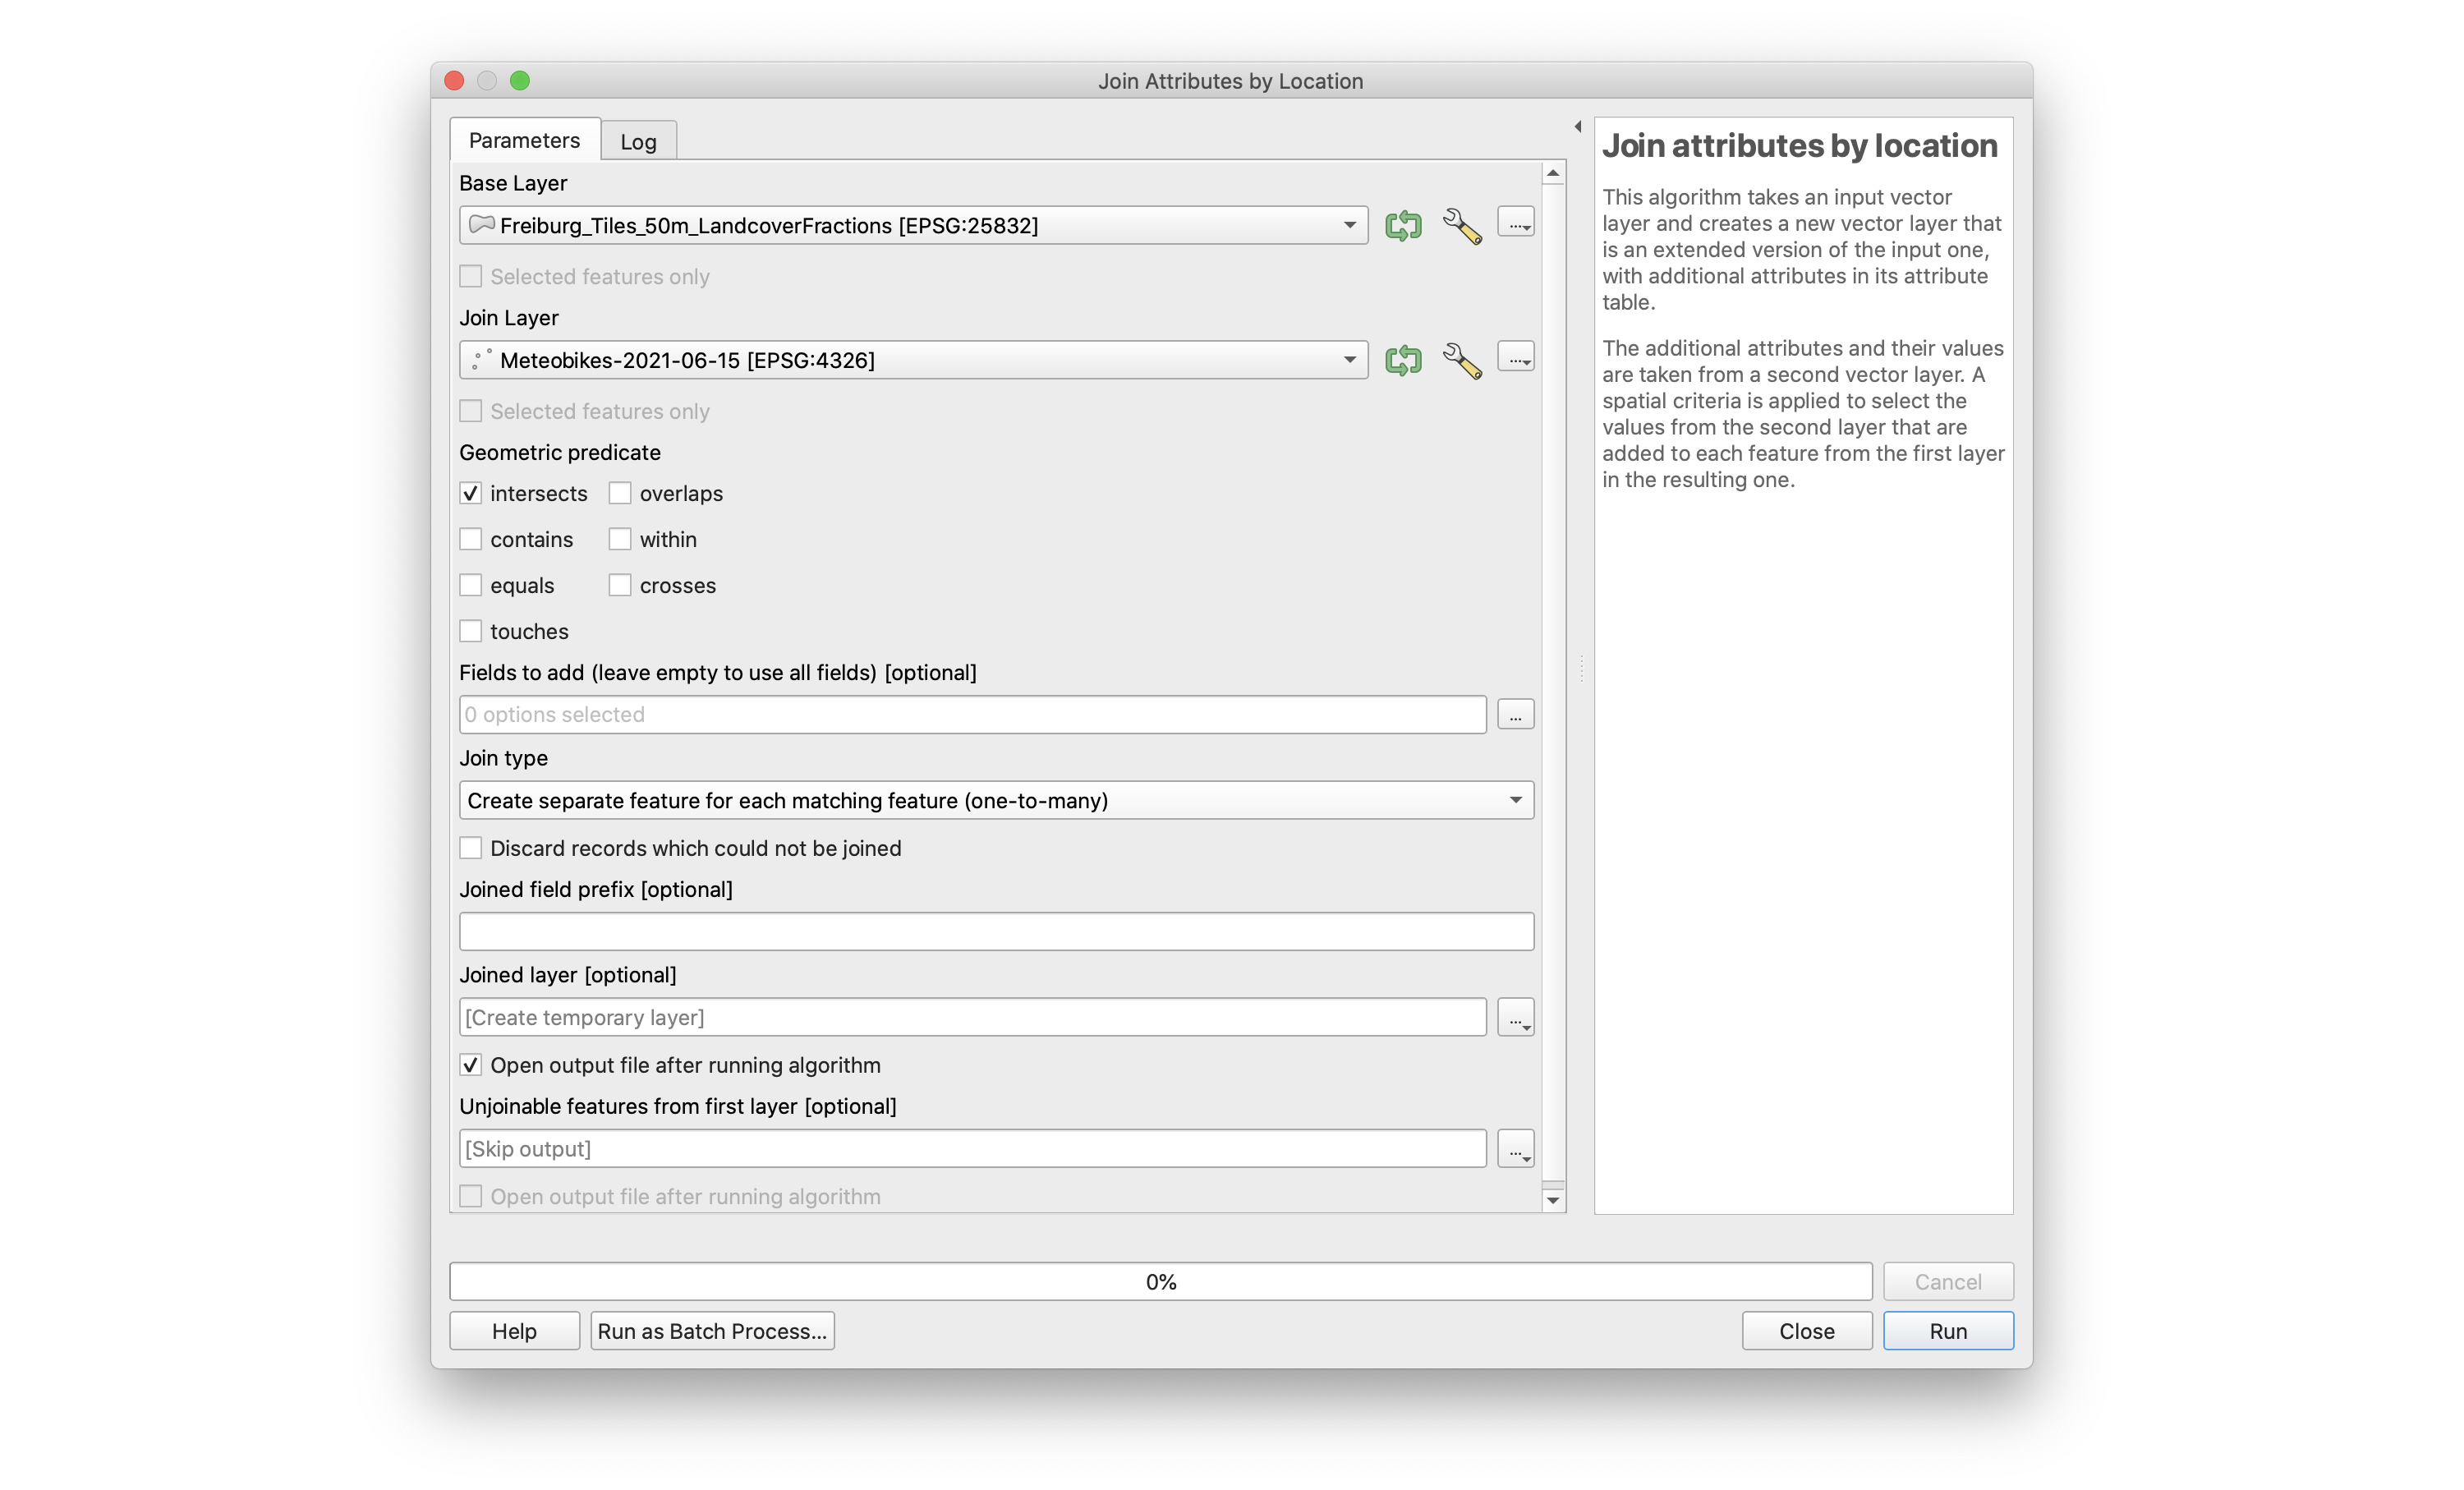 Join Attributes by Location
Parameters
Log
Base Layer
Freiburg_Tiles_50m_LandcoverFractions [EPSG:25832]
...
Selected features only
Join Layer
Meteobikes-2021-06-15 [EPSG:4326]
...
Selected features only
Geometric predicate
intersects
overlaps
contains
within
equals
crosses
touches
Fields to add (leave empty to use all fields) [optional]
0 options selected
...
Join type
Create separate feature for each matching feature (one-to-many)
Discard records which could not be joined
Joined field prefix [optional]
Joined layer [optional]
[Create temporary layer]
...
Open output file after running algorithm
Unjoinable features from first layer [optional]
[Skip output]
...
Open output file after running algorithm
Join attributes by location
This algorithm takes an input vector
layer and creates a new vector layer that
is an extended version of the input one,
with additional attributes in its attribute
table.
The additional attributes and their values
are taken from a second vector layer. A
spatial criteria is applied to select the
values from the second layer that are
added to each feature from the first layer
in the resulting one.
0%
Cancel
Help
Run as Batch Process...
Close
Run